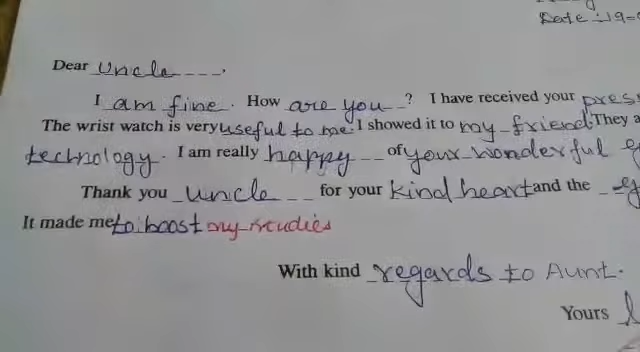 Date :- 19-
Dear Uncle
I am fine. How are you? I have received your pres
The wrist watch is very useful to me. I showed it to my friend. They a
technology. I am really happy of your wonderful
Thank you Uncle for your kind heart and the
It made me to boost my studies
With kind regards to Aunt.
Yours